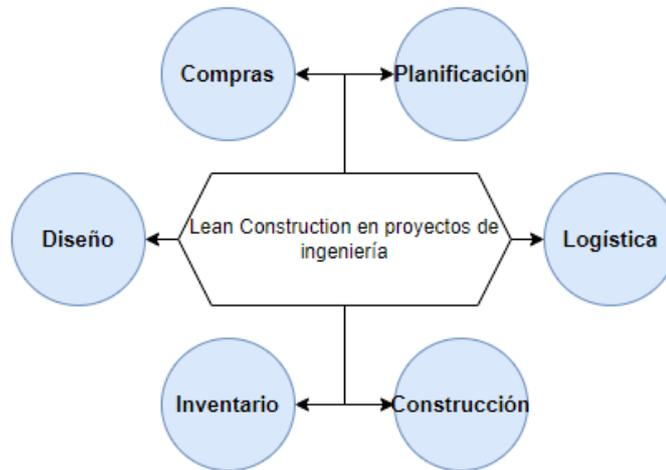 Compras
Planificación
Lean Construction en proyectos de
ingeniería
Diseño
Logística
Inventario
Construcción